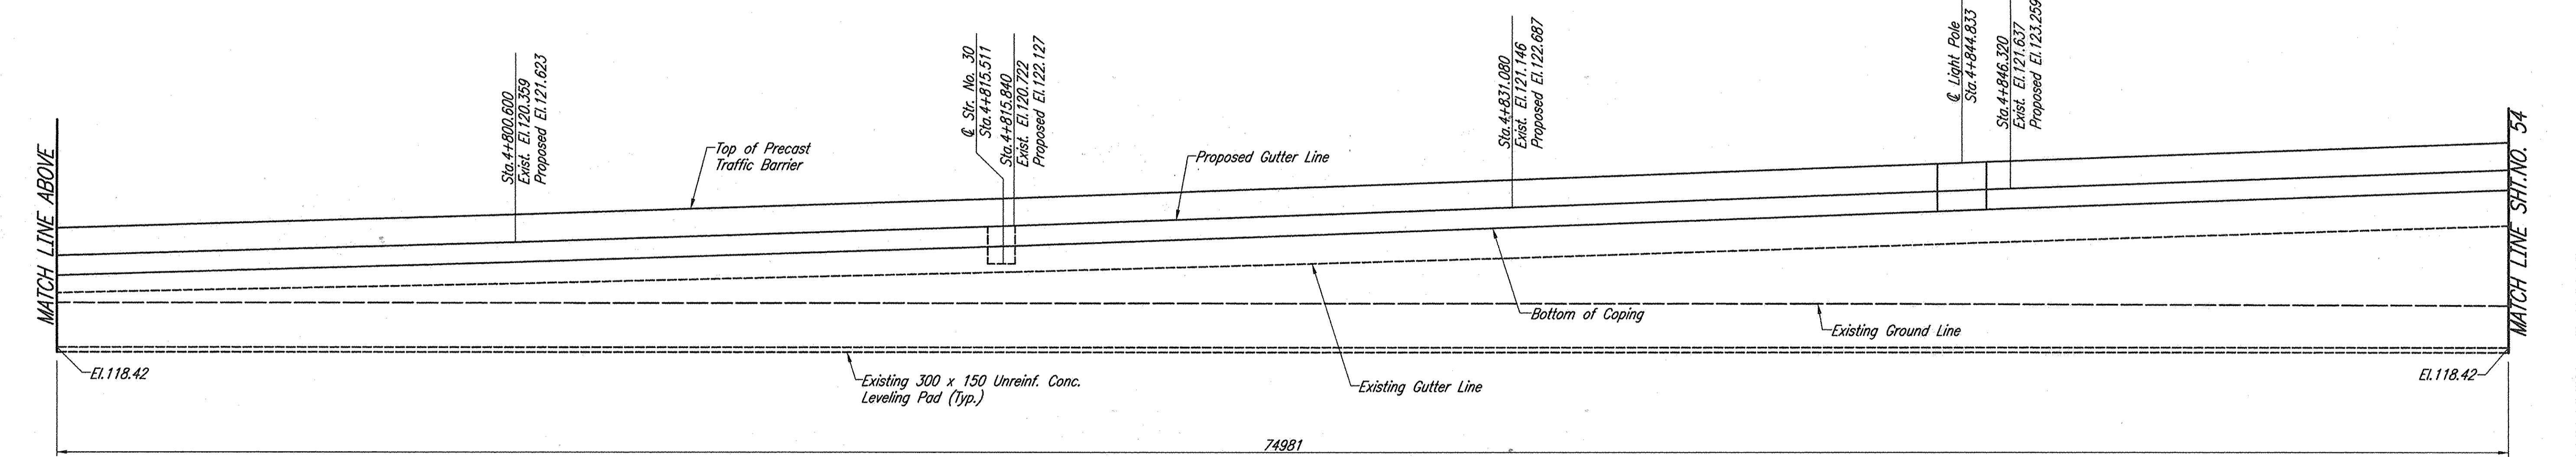 MATCH LINE ABOVE
Sta.4+800.600
Exist. El.120.359
Proposed El.121.623
Top of Precast
Traffic Barrier
℄ Str. No. 30
Sta.4+815.511
Sta.4+815.840
Exist. El.120.722
Proposed El.122.127
Proposed Gutter Line
Sta.4+831.080
Exist. El.121.146
Proposed El.122.687
℄ Light Pole
Sta.4+844.833
Sta.4+846.320
Exist. El.121.637
Proposed El.123.259
MATCH LINE SHT.NO. 54
Bottom of Coping
Existing Ground Line
El.118.42
Existing 300 x 150 Unreinf. Conc.
Leveling Pad (Typ.)
Existing Gutter Line
El.118.42
74981